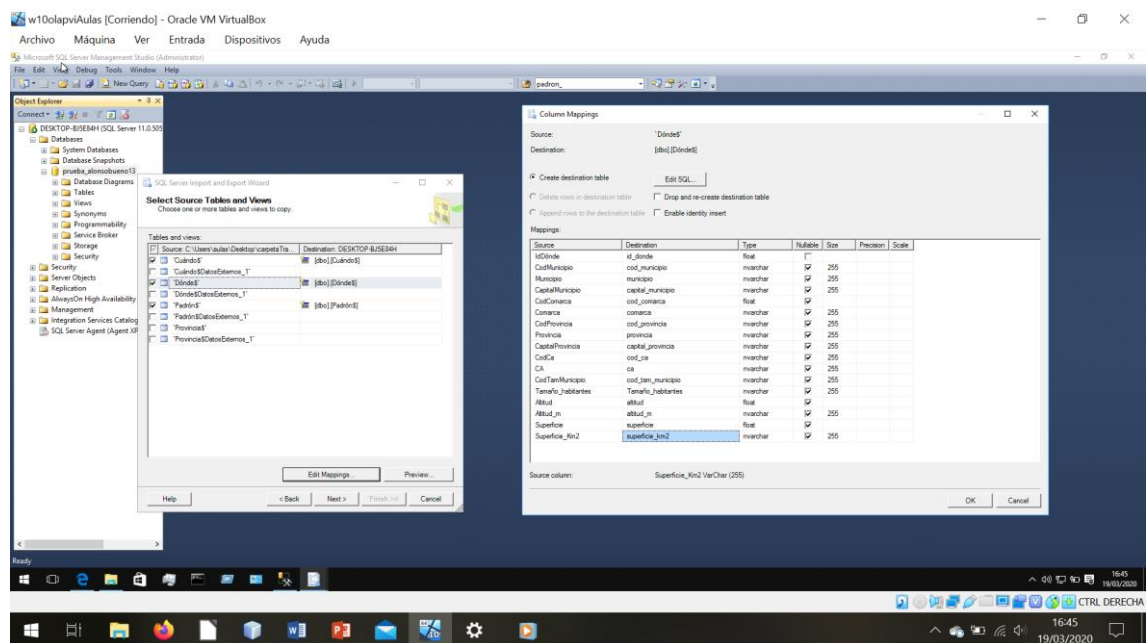 w10olapviAulas [Corriendo] - Oracle VM VirtualBox
Archivo Máquina Ver Entrada Dispositivos Ayuda
Microsoft SQL Server Management Studio (Administrator)
File Edit View Debug Tools Window Help
New Query
padron_
Object Explorer
Connect
DESKTOP-BJ5E84H (SQL Server 11.0.505
Databases
System Databases
Database Snapshots
prueba_alonsobueno13
Database Diagrams
Tables
Views
Synonyms
Programmability
Service Broker
Storage
Security
Security
Server Objects
Replication
AlwaysOn High Availability
Management
Integration Services Catalog
SQL Server Agent (Agent XP
SQL Server Import and Export Wizard
Select Source Tables and Views
Choose one or more tables and views to copy.
Tables and views:
Source: C:\Users\aulas\Desktop\carpetaTra... Destination: DESKTOP-BJ5E84H
`Cuándo$` [dbo].[Cuándo$]
`Cuándo$DatosExternos_1`
`Dónde$` [dbo].[Dónde$]
`Dónde$DatosExternos_1`
`Padrón$` [dbo].[Padrón$]
`Padrón$DatosExternos_1`
`Provincia$`
`Provincia$DatosExternos_1`
Edit Mappings... Preview...
Help < Back Next > Finish >>| Cancel
Column Mappings
Source: `Dónde$`
Destination: [dbo].[Dónde$]
Create destination table Edit SQL...
Delete rows in destination table Drop and re-create destination table
Append rows to the destination table Enable identity insert
Mappings:
Source Destination Type Nullable Size Precision Scale
IdDónde id_donde float
CodMunicipio cod_municipio nvarchar 255
Municipio municipio nvarchar 255
CapitalMunicipio capital_municipio nvarchar 255
CodComarca cod_comarca float
Comarca comarca nvarchar 255
CodProvincia cod_provincia nvarchar 255
Provincia provincia nvarchar 255
CapitalProvincia capital_provincia nvarchar 255
CodCa cod_ca nvarchar 255
CA ca nvarchar 255
CodTamMunicipio cod_tam_municipio nvarchar 255
Tamaño_habitantes Tamaño_habitantes nvarchar 255
Altitud altitud float
Altitud_m altitud_m nvarchar 255
Superficie superficie float
Superficie_Km2 superficie_km2 nvarchar 255
Source column: Superficie_Km2 VarChar (255)
OK Cancel
Ready
16:45
19/03/2020
CTRL DERECHA
16:45
19/03/2020